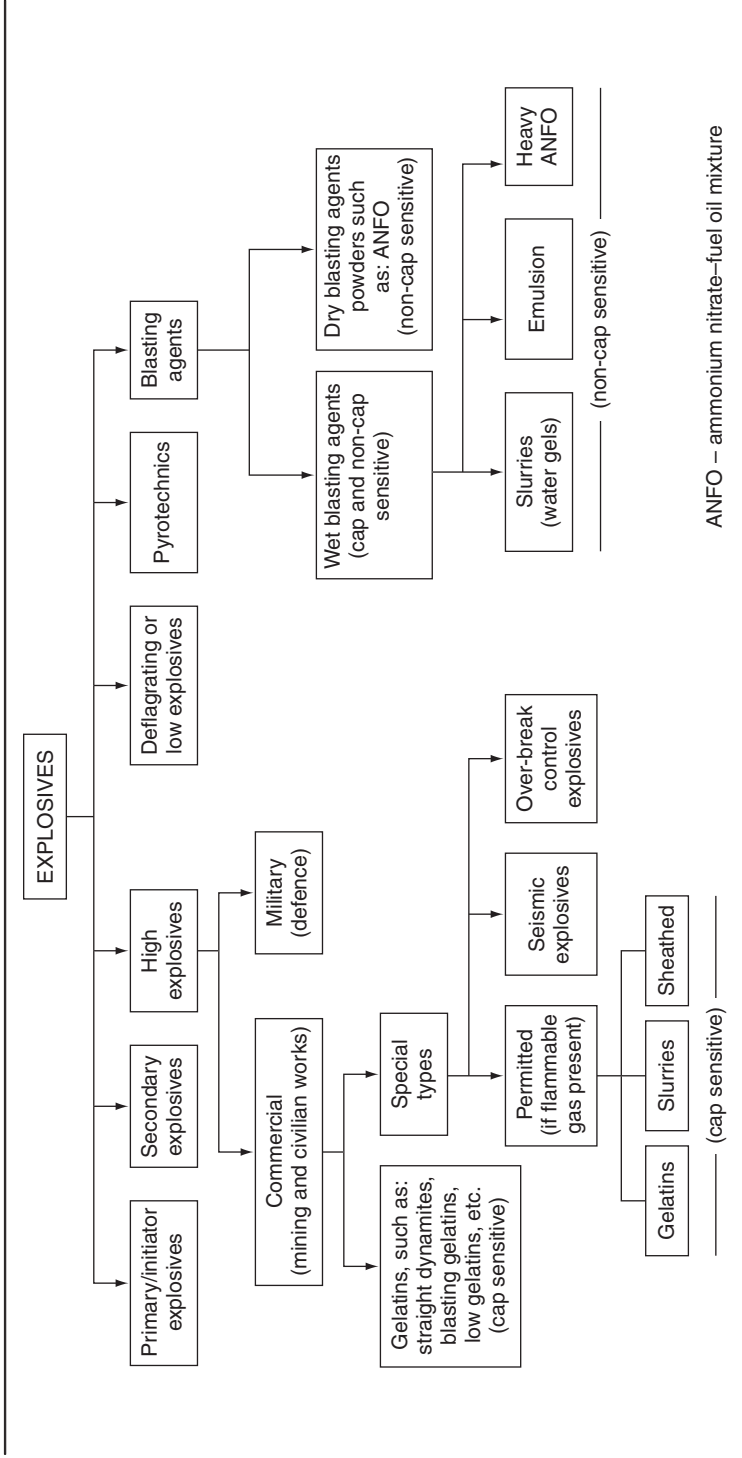 EXPLOSIVES
Primary/initiator
explosives
Secondary
explosives
High
explosives
Deflagrating or
low explosives
Pyrotechnics
Blasting
agents
Commercial
(mining and civilian works)
Military
(defence)
Wet blasting agents
(cap and non-cap
sensitive)
Dry blasting agents
powders such
as: ANFO
(non-cap sensitive)
Gelatins, such as:
straight dynamites,
blasting gelatins,
low gelatins, etc.
(cap sensitive)
Special
types
Permitted
(if flammable
gas present)
Seismic
explosives
Over-break
control
explosives
Slurries
(water gels)
Emulsion
Heavy
ANFO
(non-cap sensitive)
Gelatins
Slurries
Sheathed
(cap sensitive)
ANFO – ammonium nitrate–fuel oil mixture